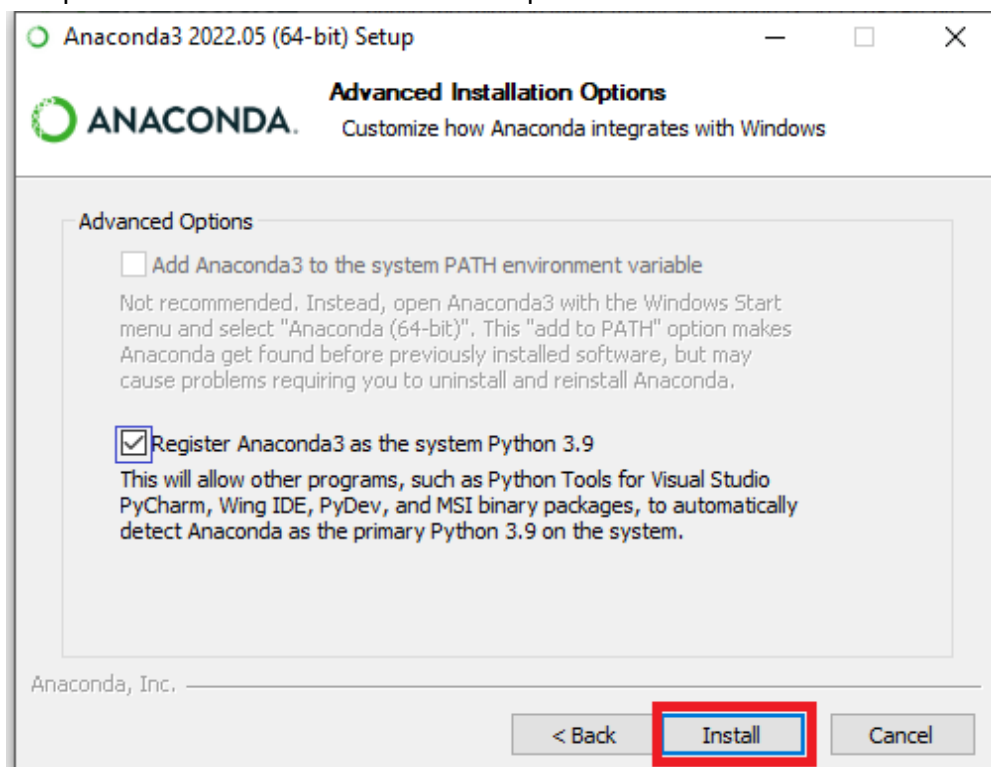 Anaconda3 2022.05 (64-bit) Setup
ANACONDA.
Advanced Installation Options
Customize how Anaconda integrates with Windows
Advanced Options
Add Anaconda3 to the system PATH environment variable
Not recommended. Instead, open Anaconda3 with the Windows Start
menu and select "Anaconda (64-bit)". This "add to PATH" option makes
Anaconda get found before previously installed software, but may
cause problems requiring you to uninstall and reinstall Anaconda.
Register Anaconda3 as the system Python 3.9
This will allow other programs, such as Python Tools for Visual Studio
PyCharm, Wing IDE, PyDev, and MSI binary packages, to automatically
detect Anaconda as the primary Python 3.9 on the system.
Anaconda, Inc.
< Back Install Cancel